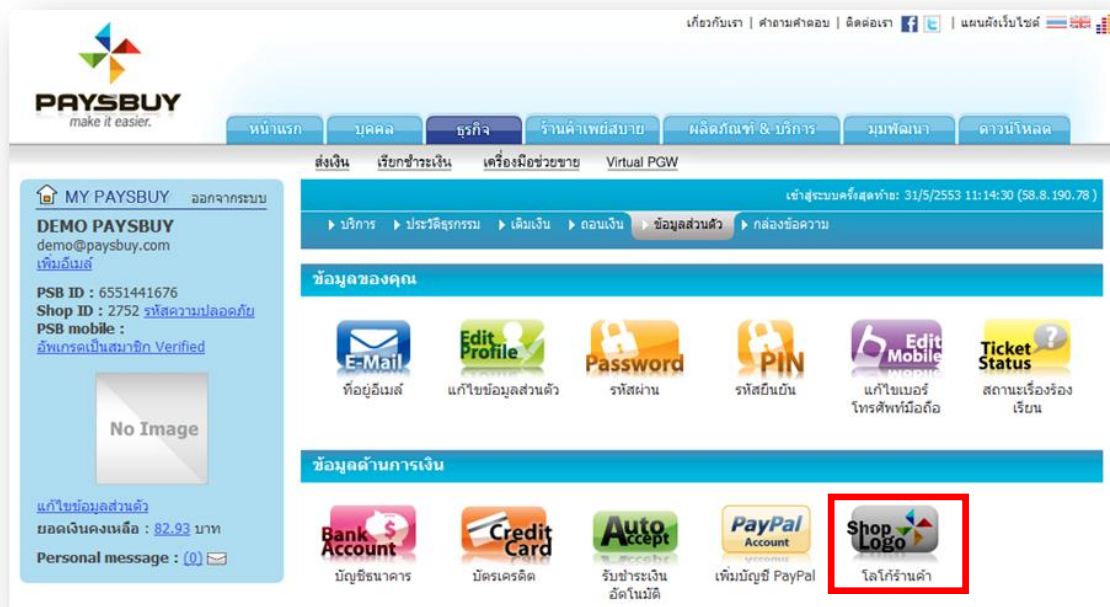 เกี่ยวกับเรา | คำถามคำตอบ | ติดต่อเรา | แผนผังเว็บไซต์
PAYSBUY
make it easier.
หน้าแรก บุคคล ธุรกิจ ร้านค้าเพย์สบาย ผลิตภัณฑ์ & บริการ มุมพัฒนา ดาวน์โหลด
ส่งเงิน เรียกชำระเงิน เครื่องมือช่วยขาย Virtual PGW
MY PAYSBUY ออกจากระบบ
DEMO PAYSBUY
demo@paysbuy.com
เพิ่มอีเมล์
PSB ID : 6551441676
Shop ID : 2752 รหัสความปลอดภัย
PSB mobile :
อัพเกรดเป็นสมาชิก Verified
No Image
แก้ไขข้อมูลส่วนตัว
ยอดเงินคงเหลือ : 82.93 บาท
Personal message : (0)
เข้าสู่ระบบครั้งสุดท้าย: 31/5/2553 11:14:30 (58.8.190.78 )
บริการ ประวัติธุรกรรม เติมเงิน ถอนเงิน ข้อมูลส่วนตัว กล่องข้อความ
ข้อมูลของคุณ
E-Mail Edit Profile Password PIN Edit Mobile Ticket Status
ที่อยู่อีเมล์ แก้ไขข้อมูลส่วนตัว รหัสผ่าน รหัสยืนยัน แก้ไขเบอร์ สถานะเรื่องร้อง
โทรศัพท์มือถือ เรียน
ข้อมูลด้านการเงิน
Bank Account Credit Card Auto Accept PayPal Account Shop Logo
บัญชีธนาคาร บัตรเครดิต รับชำระเงิน เพิ่มบัญชี PayPal โลโก้ร้านค้า
อัตโนมัติ